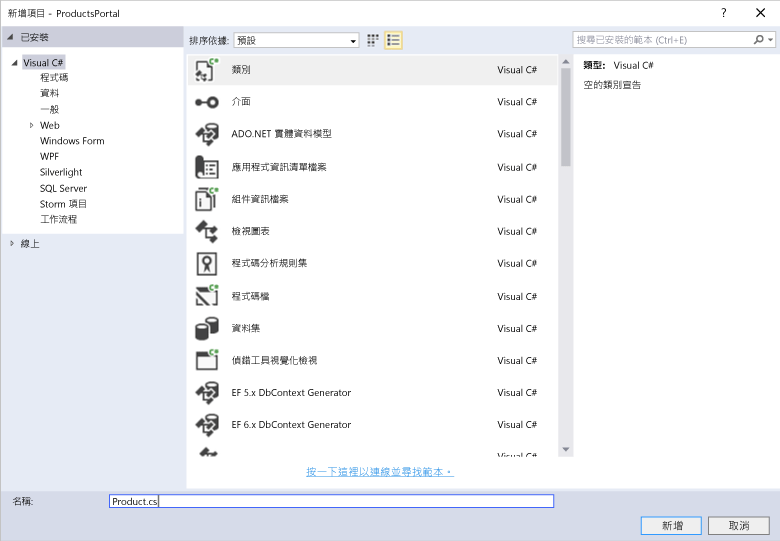 新增項目 - ProductsPortal
?
已安裝
排序依據: 預設
搜尋已安裝的範本 (Ctrl+E)
Visual C#
程式碼
資料
一般
Web
Windows Form
WPF
Silverlight
SQL Server
Storm 項目
工作流程
線上
類別 Visual C#
介面 Visual C#
ADO.NET 實體資料模型 Visual C#
應用程式資訊清單檔案 Visual C#
組件資訊檔案 Visual C#
檢視圖表 Visual C#
程式碼分析規則集 Visual C#
程式碼檔 Visual C#
資料集 Visual C#
偵錯工具視覺化檢視 Visual C#
EF 5.x DbContext Generator Visual C#
EF 6.x DbContext Generator Visual C#
Visual C#
按一下這裡以連線並尋找範本。
類型: Visual C#
空的類別宣告
名稱: Product.cs
新增 取消